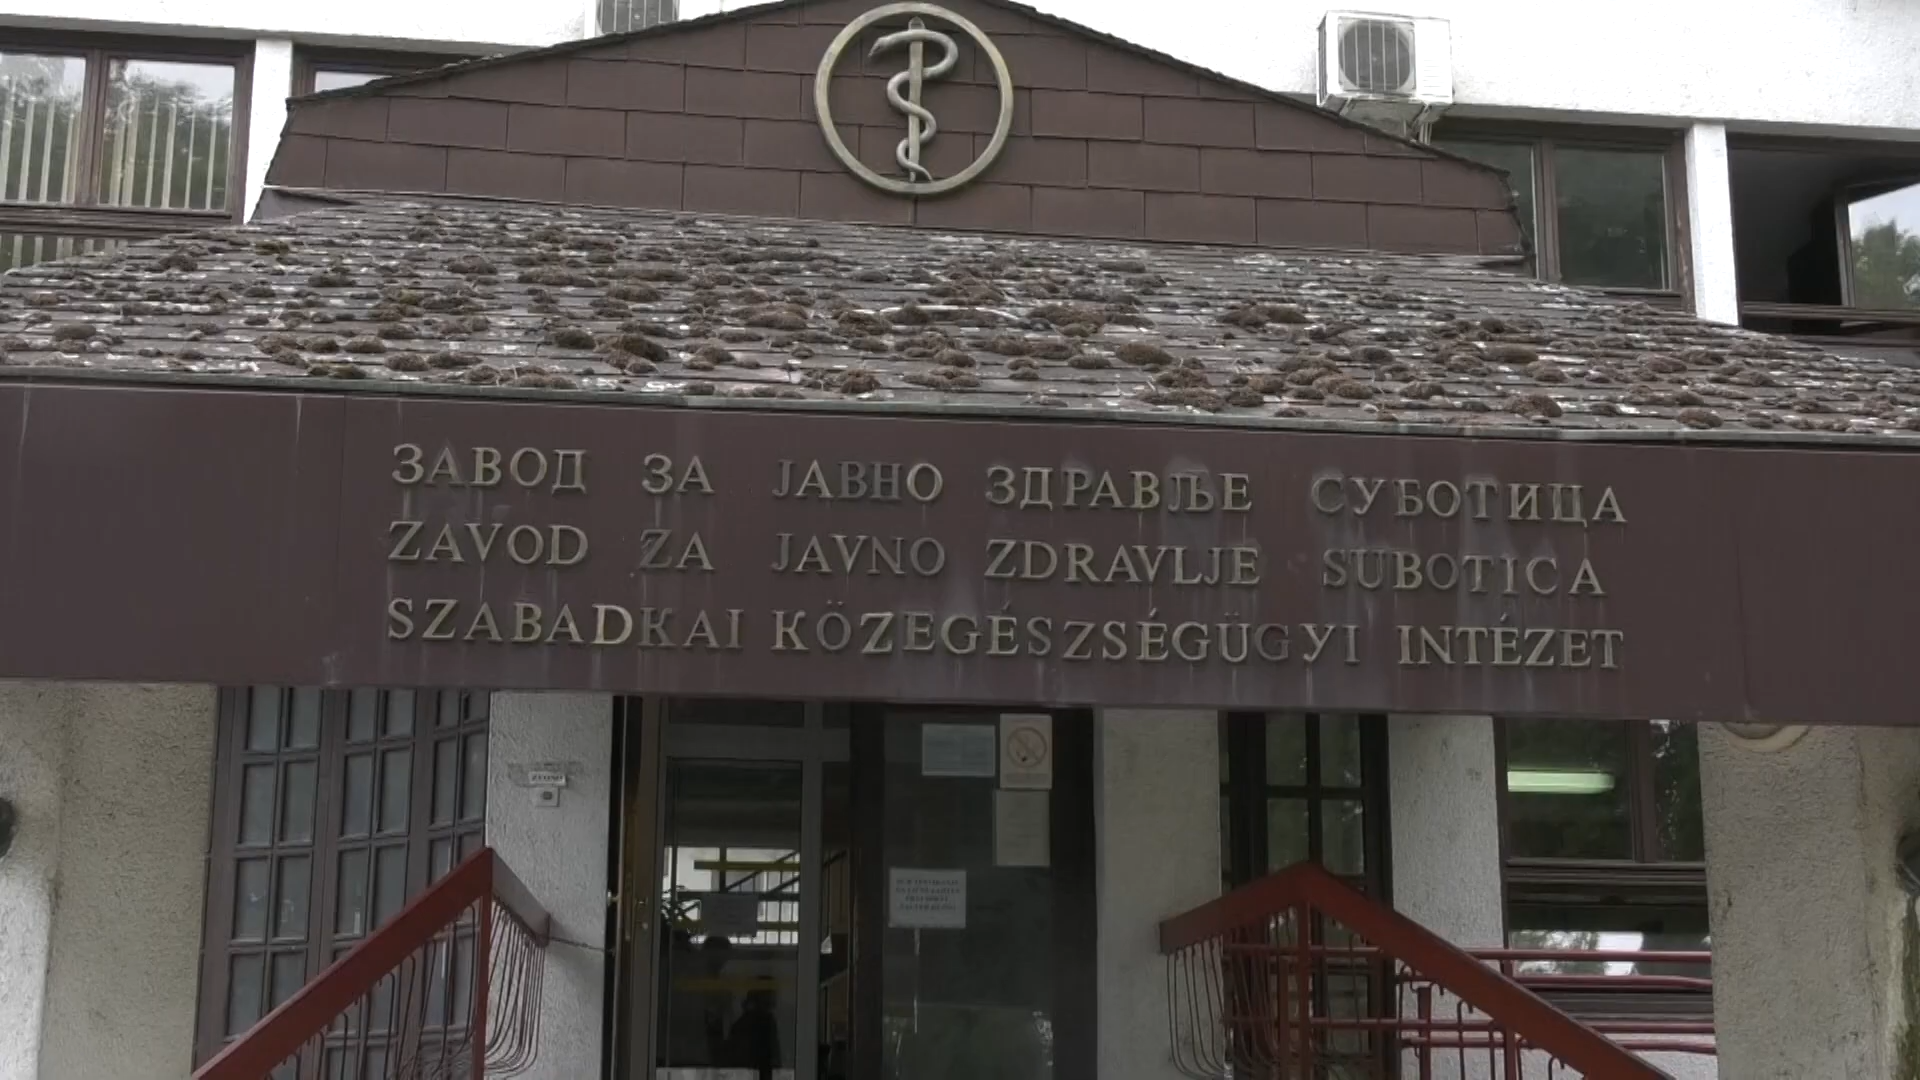 ЗАВОД ЗА ЈАВНО ЗДРАВЉЕ СУБОТИЦА
ZAVOD ZA JAVNO ZDRAVLJE SUBOTICA
SZABADKAI KÖZEGÉSZSÉGÜGYI INTÉZET